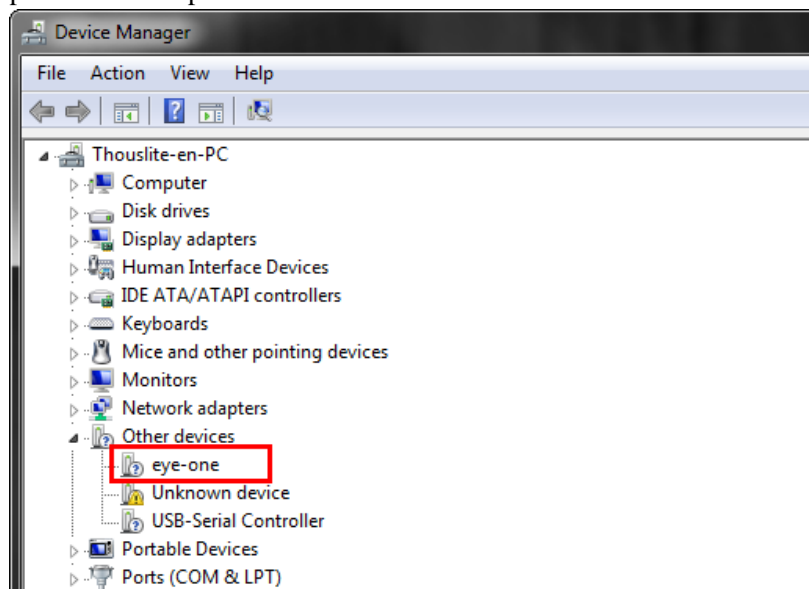 Device Manager
File Action View Help
Thouslite-en-PC
Computer
Disk drives
Display adapters
Human Interface Devices
IDE ATA/ATAPI controllers
Keyboards
Mice and other pointing devices
Monitors
Network adapters
Other devices
eye-one
Unknown device
USB-Serial Controller
Portable Devices
Ports (COM & LPT)